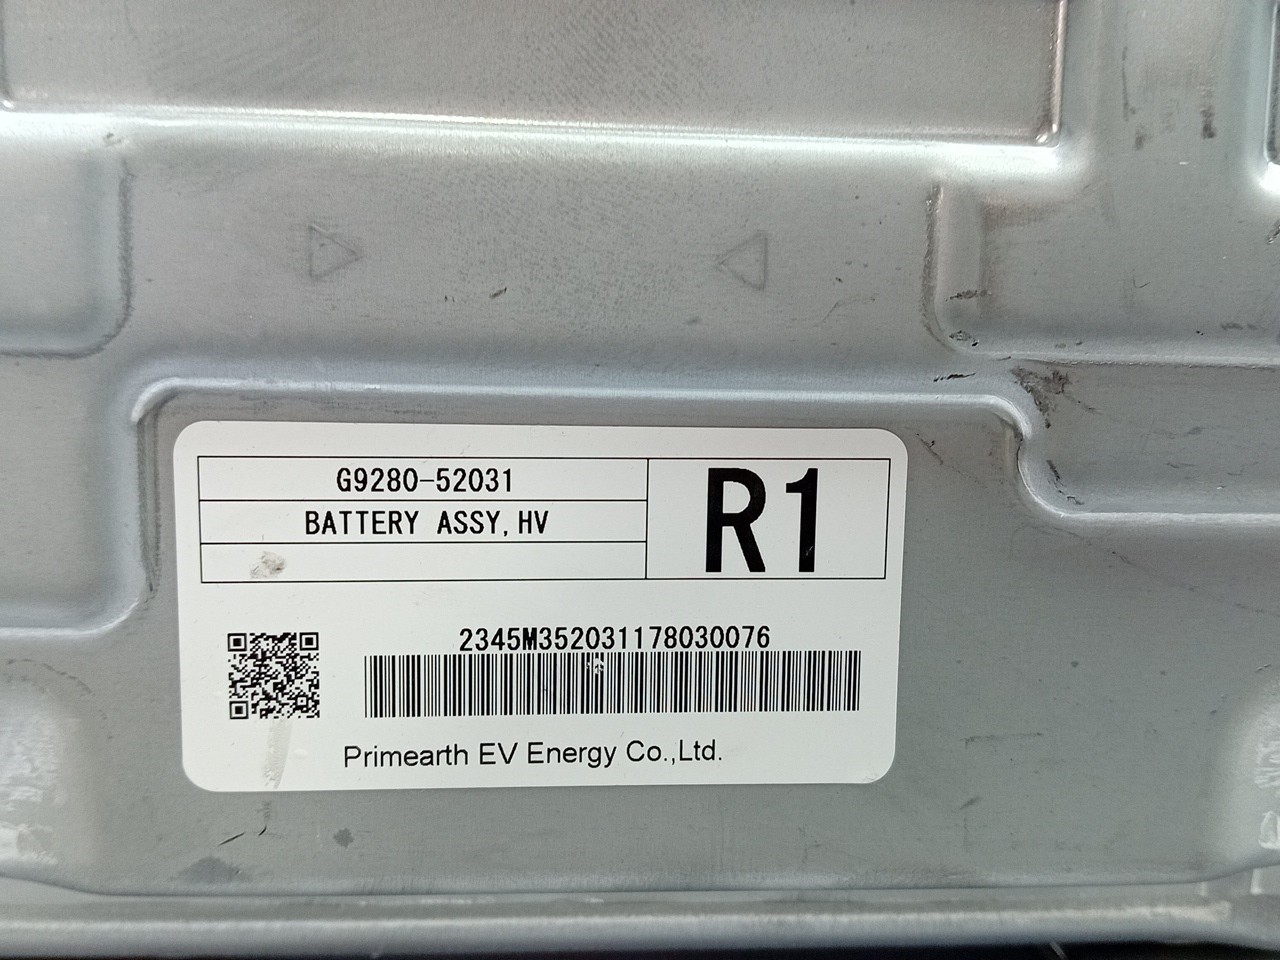 G9280-52031
BATTERY ASSY, HV
R1
2345M352031178030076
Primearth EV Energy Co.,Ltd.